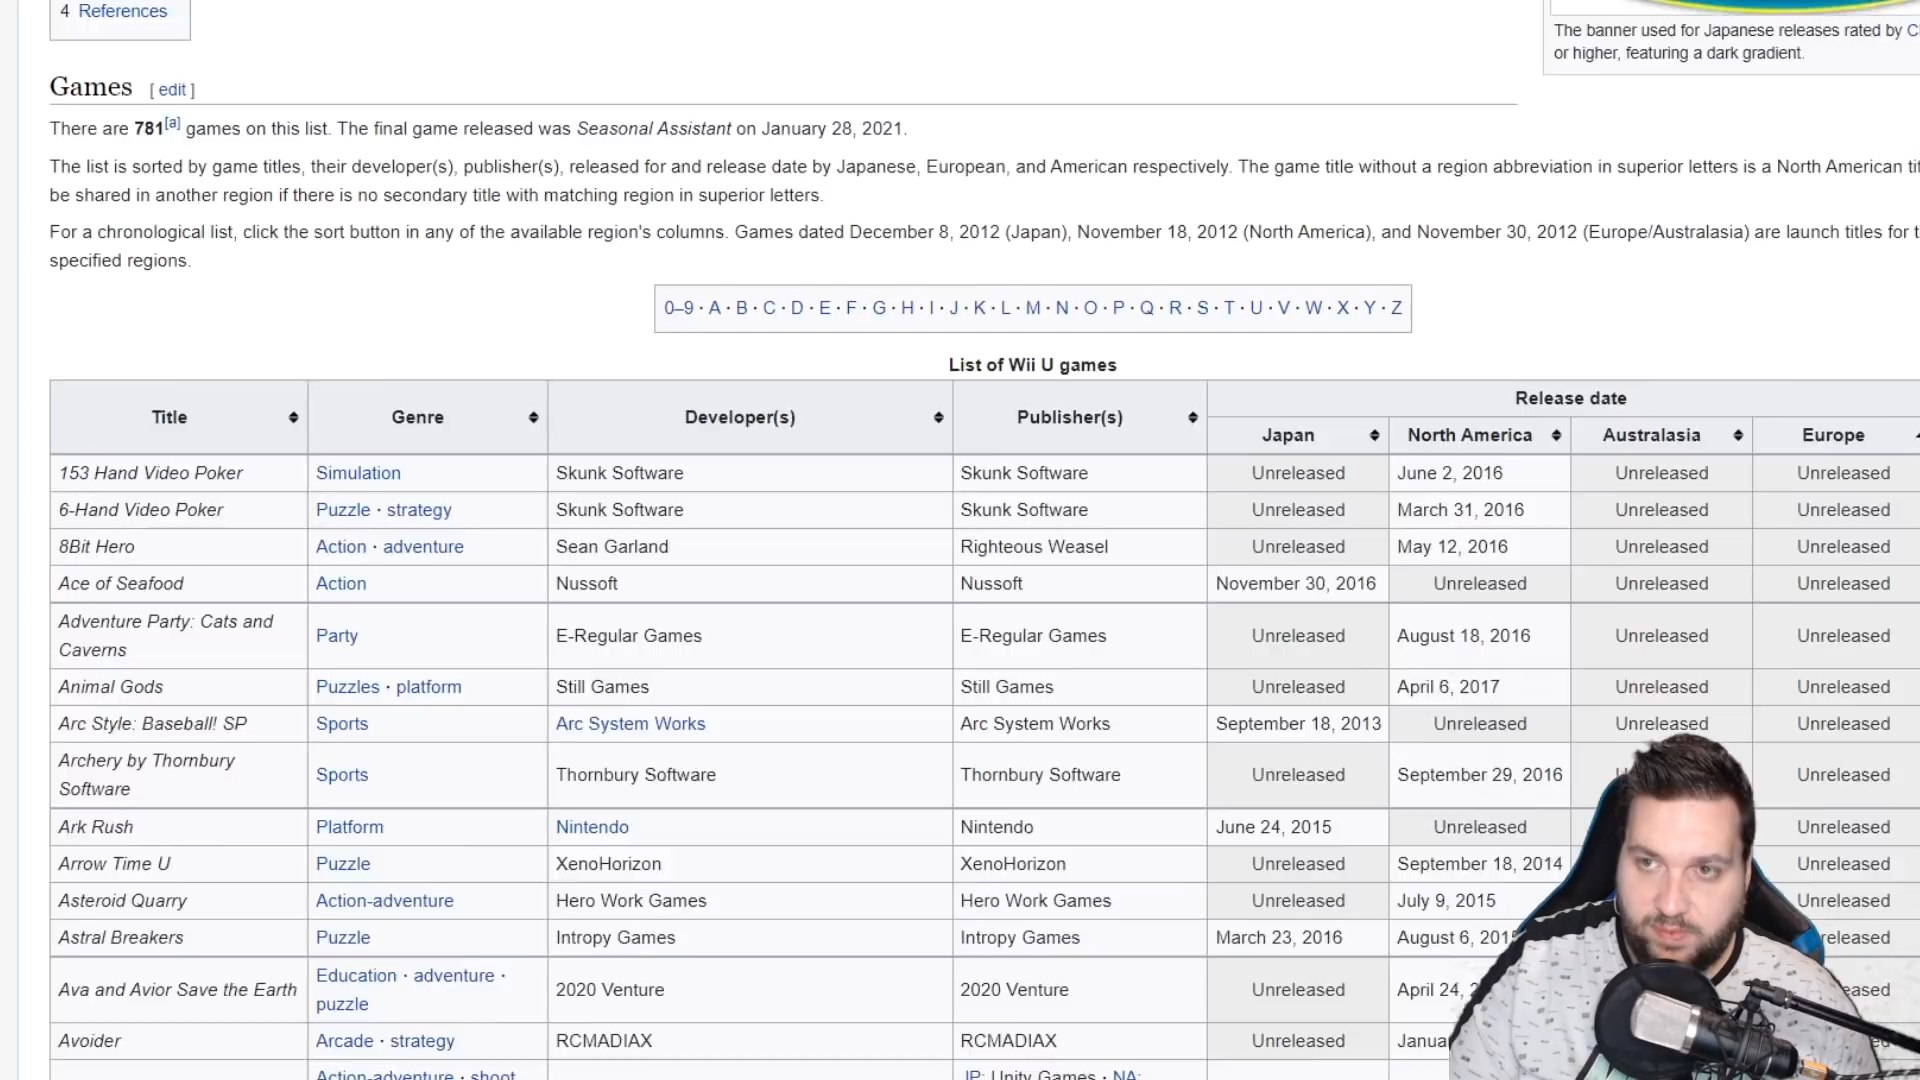 4 References
The banner used for Japanese releases rated by C
or higher, featuring a dark gradient.
Games [ edit ]
There are 781[a] games on this list. The final game released was Seasonal Assistant on January 28, 2021.
The list is sorted by game titles, their developer(s), publisher(s), released for and release date by Japanese, European, and American respectively. The game title without a region abbreviation in superior letters is a North American tit
be shared in another region if there is no secondary title with matching region in superior letters.
For a chronological list, click the sort button in any of the available region's columns. Games dated December 8, 2012 (Japan), November 18, 2012 (North America), and November 30, 2012 (Europe/Australasia) are launch titles for t
specified regions.
0–9 · A · B · C · D · E · F · G · H · I · J · K · L · M · N · O · P · Q · R · S · T · U · V · W · X · Y · Z
List of Wii U games
Title Genre Developer(s) Publisher(s) Release date
Japan North America Australasia Europe
153 Hand Video Poker Simulation Skunk Software Skunk Software Unreleased June 2, 2016 Unreleased Unreleased
6-Hand Video Poker Puzzle · strategy Skunk Software Skunk Software Unreleased March 31, 2016 Unreleased Unreleased
8Bit Hero Action · adventure Sean Garland Righteous Weasel Unreleased May 12, 2016 Unreleased Unreleased
Ace of Seafood Action Nussoft Nussoft November 30, 2016 Unreleased Unreleased Unreleased
Adventure Party: Cats and
Caverns Party E-Regular Games E-Regular Games Unreleased August 18, 2016 Unreleased Unreleased
Animal Gods Puzzles · platform Still Games Still Games Unreleased April 6, 2017 Unreleased Unreleased
Arc Style: Baseball! SP Sports Arc System Works Arc System Works September 18, 2013 Unreleased Unreleased Unreleased
Archery by Thornbury
Software Sports Thornbury Software Thornbury Software Unreleased September 29, 2016 Unreleased
Ark Rush Platform Nintendo Nintendo June 24, 2015 Unreleased Unreleased
Arrow Time U Puzzle XenoHorizon XenoHorizon Unreleased September 18, 2014 Unreleased
Asteroid Quarry Action-adventure Hero Work Games Hero Work Games Unreleased July 9, 2015 Unreleased
Astral Breakers Puzzle Intropy Games Intropy Games March 23, 2016 August 6, 201 released
Ava and Avior Save the Earth Education · adventure ·
puzzle 2020 Venture 2020 Venture Unreleased April 24, eased
Avoider Arcade · strategy RCMADIAX RCMADIAX Unreleased Janua
Action-adventure · shoot JP: Unity Games · NA: